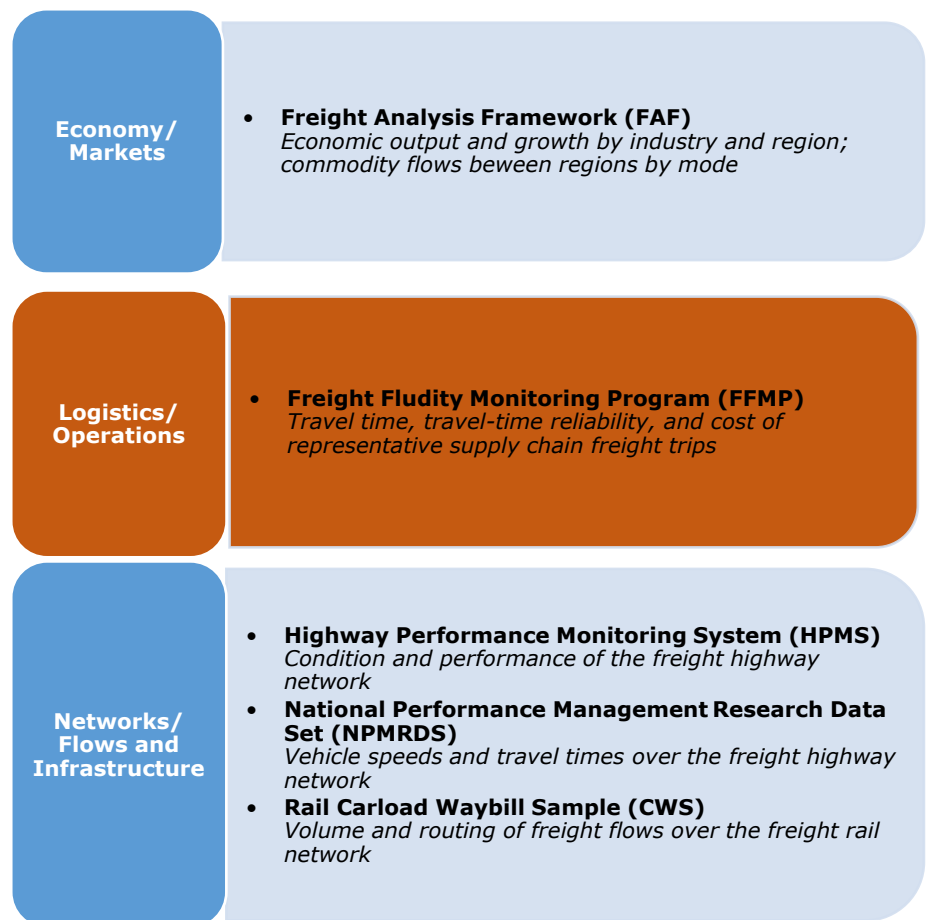 Economy/
Markets
• Freight Analysis Framework (FAF)
Economic output and growth by industry and region;
commodity flows beween regions by mode
Logistics/
Operations
• Freight Fludity Monitoring Program (FFMP)
Travel time, travel-time reliability, and cost of
representative supply chain freight trips
Networks/
Flows and
Infrastructure
• Highway Performance Monitoring System (HPMS)
Condition and performance of the freight highway
network
• National Performance Management Research Data
Set (NPMRDS)
Vehicle speeds and travel times over the freight highway
network
• Rail Carload Waybill Sample (CWS)
Volume and routing of freight flows over the freight rail
network